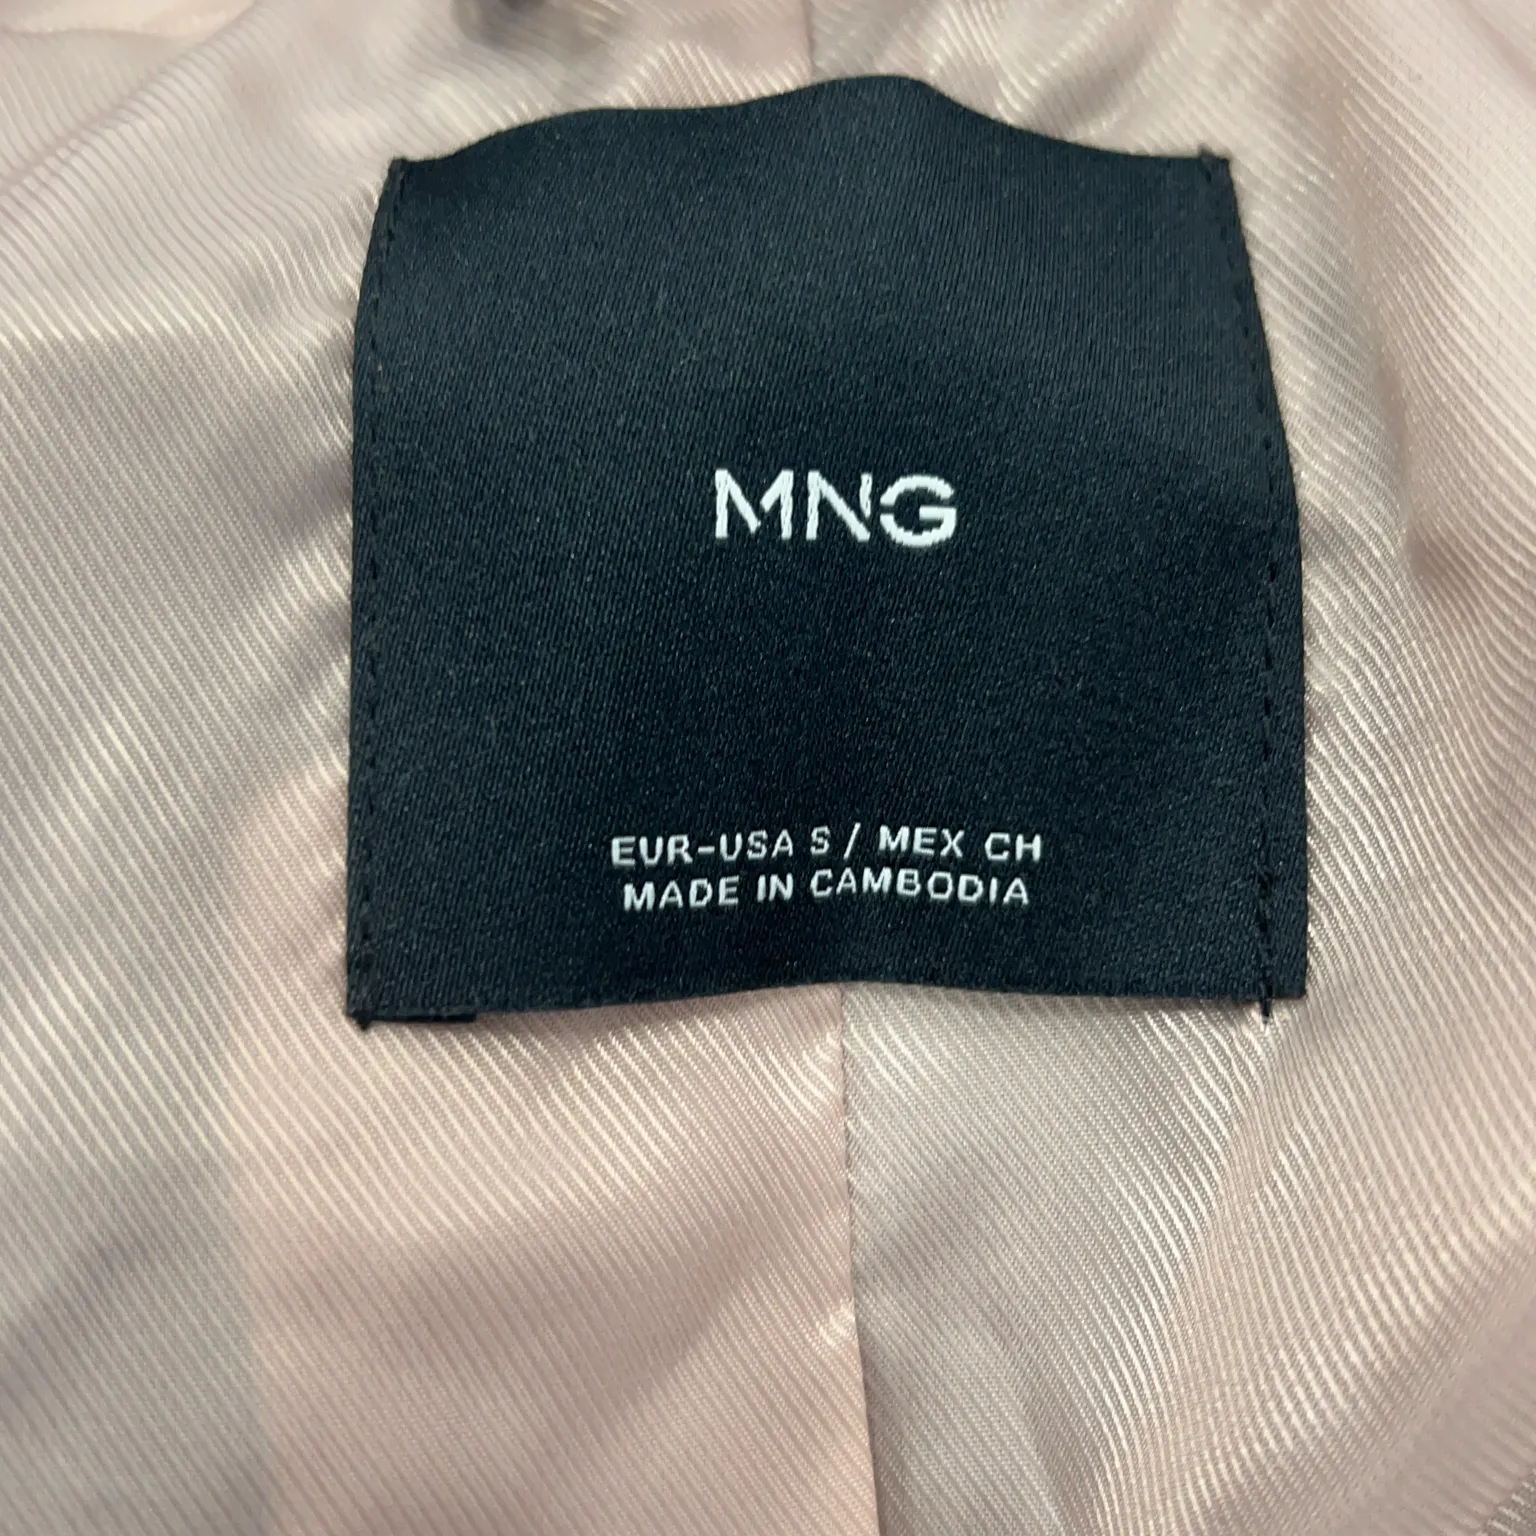 MNG
EUR-USA S / MEX CH
MADE IN CAMBODIA